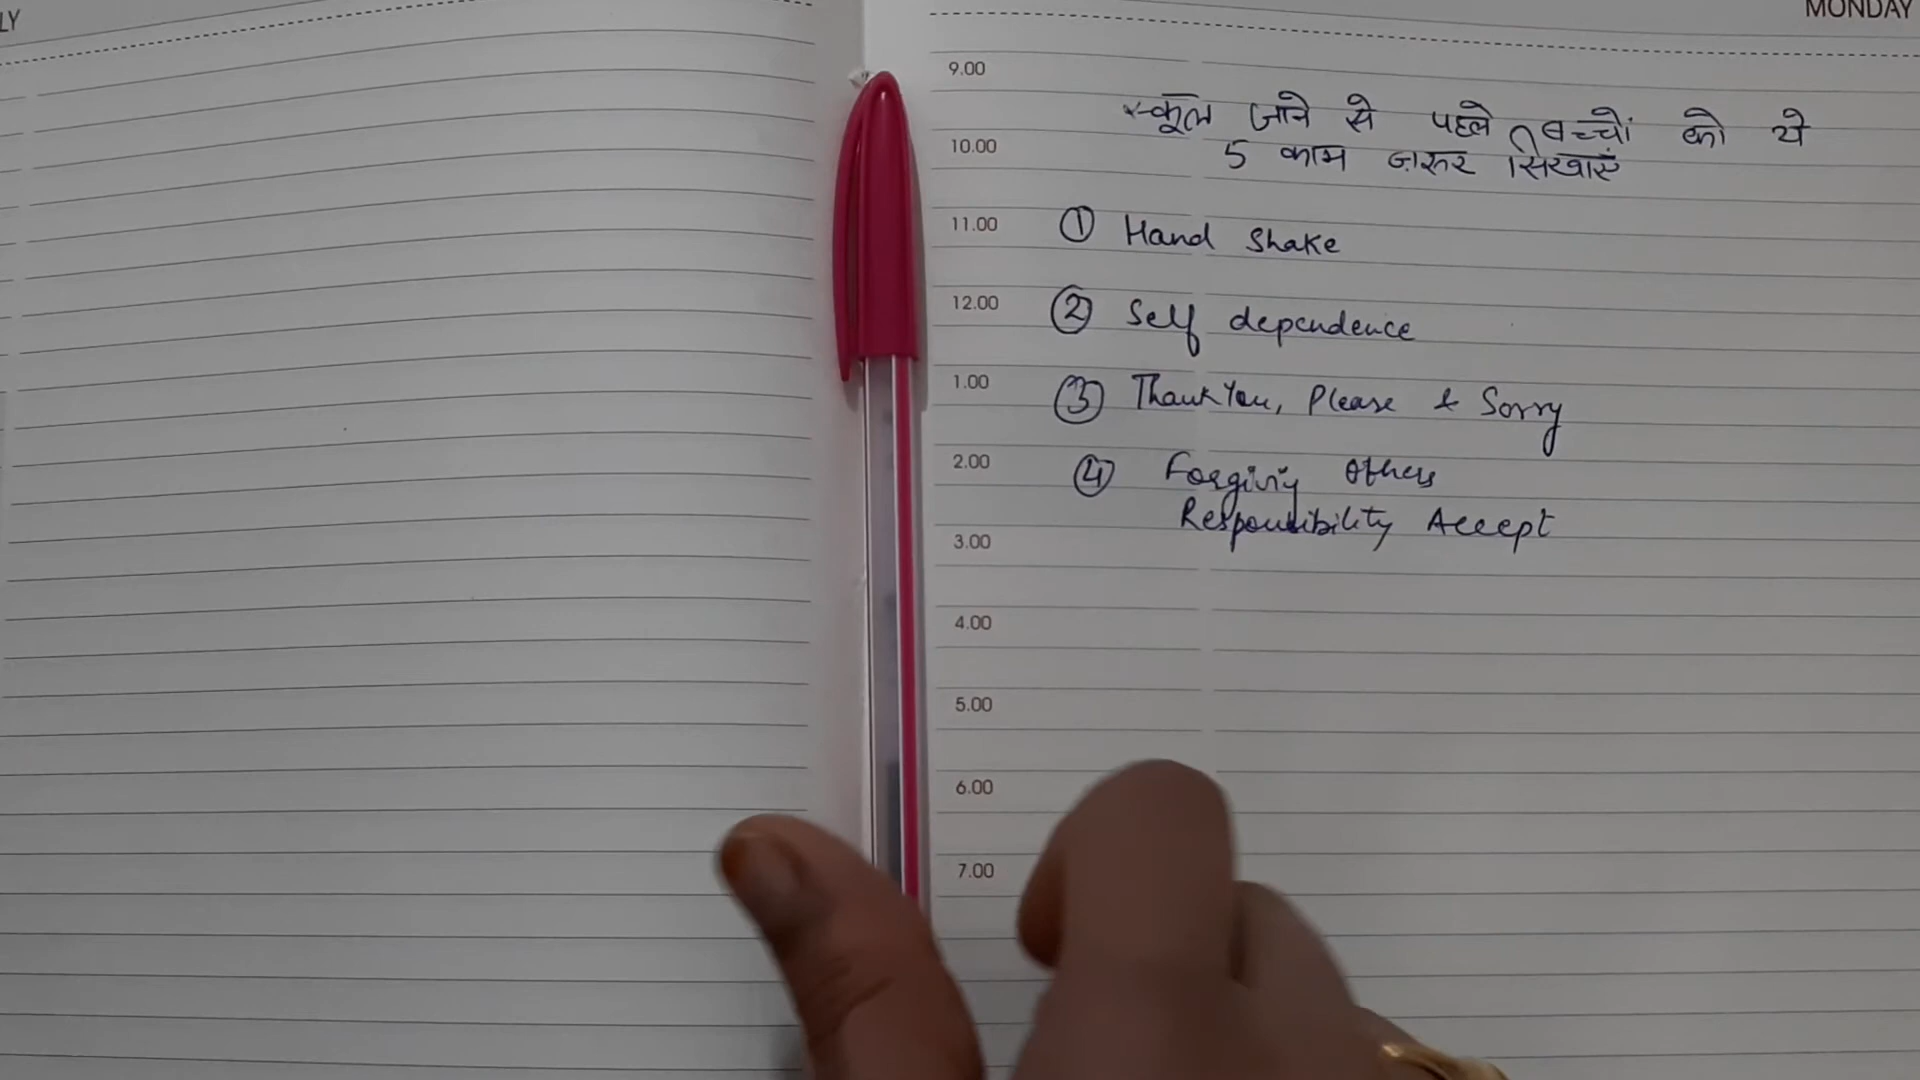 LY
MONDAY
9.00
स्कूल जाने से पहले बच्चों को ये
10.00
5 काम ज़रूर सिखाएँ
11.00
① Hand Shake
12.00
② Self dependence
1.00
③ Thank You, Please & Sorry
2.00
④ Forgiving Others
Responsibility Accept
3.00
4.00
5.00
6.00
7.00